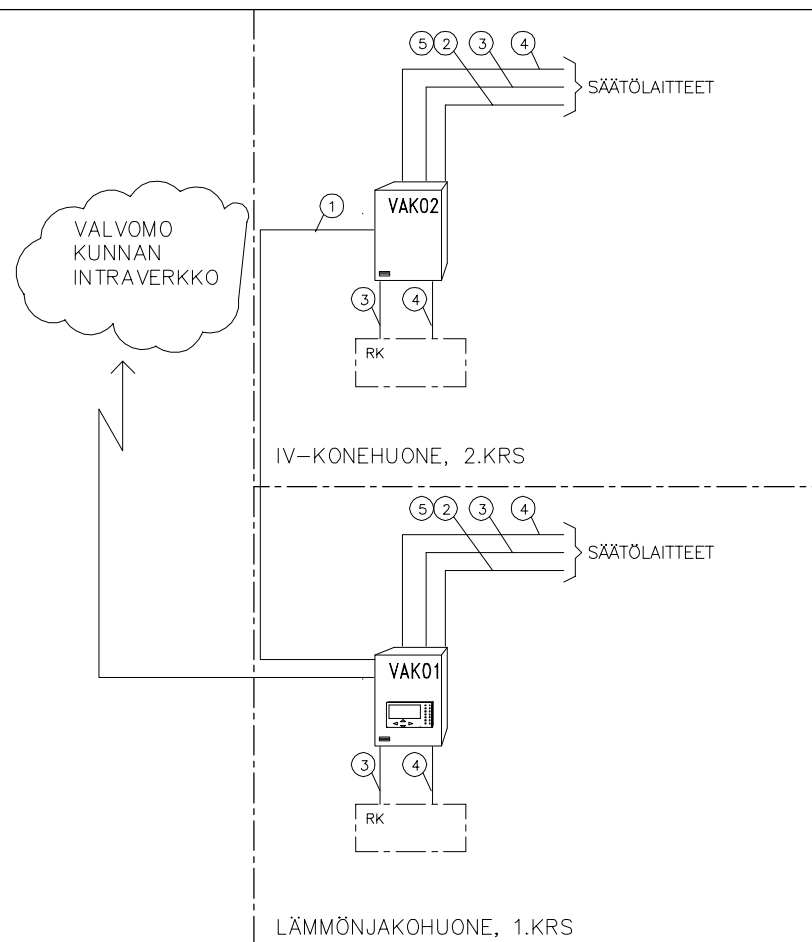 5 2 3 4
SÄÄTÖLAITTEET
1
VAK02
VALVOMO
KUNNAN
INTRAVERKKO
3 4
RK
IV-KONEHUONE, 2.KRS
5 2 3 4
SÄÄTÖLAITTEET
VAK01
3 4
RK
LÄMMÖNJAKOHUONE, 1.KRS